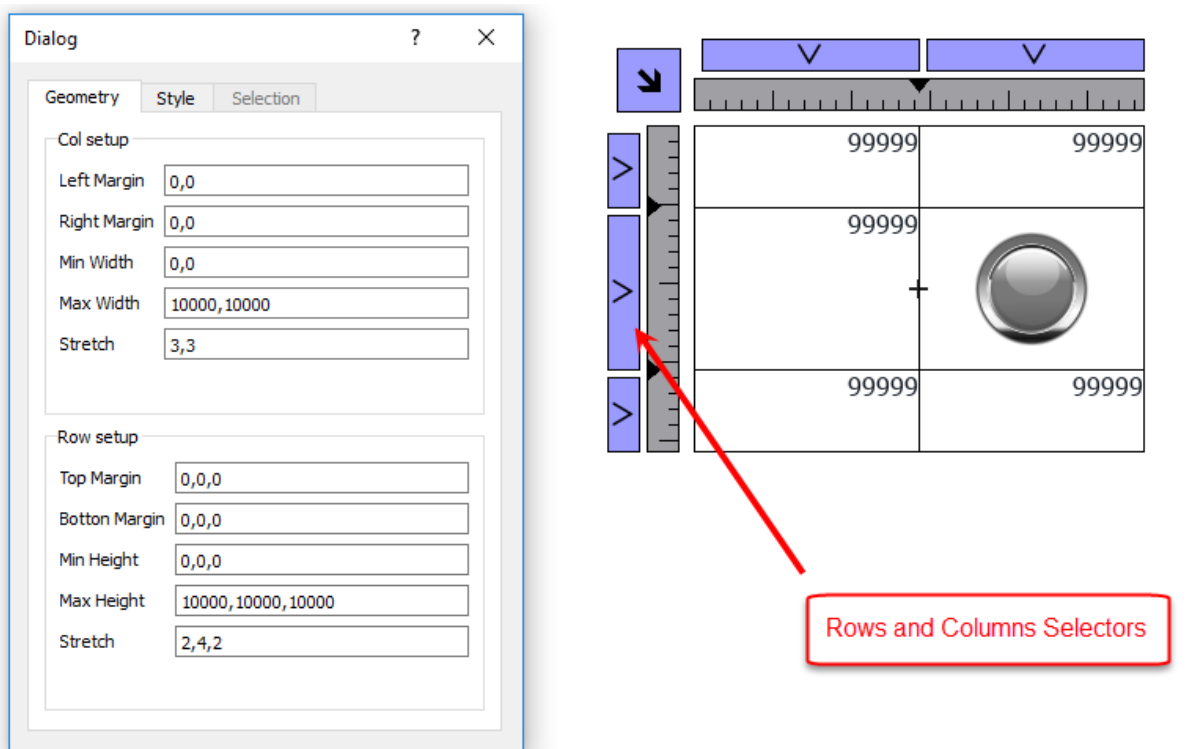 Dialog ?
Geometry Style Selection
Col setup
Left Margin 0,0
Right Margin 0,0
Min Width 0,0
Max Width 10000,10000
Stretch 3,3
Row setup
Top Margin 0,0,0
Botton Margin 0,0,0
Min Height 0,0,0
Max Height 10000,10000,10000
Stretch 2,4,2
99999 99999
99999
99999 99999
Rows and Columns Selectors